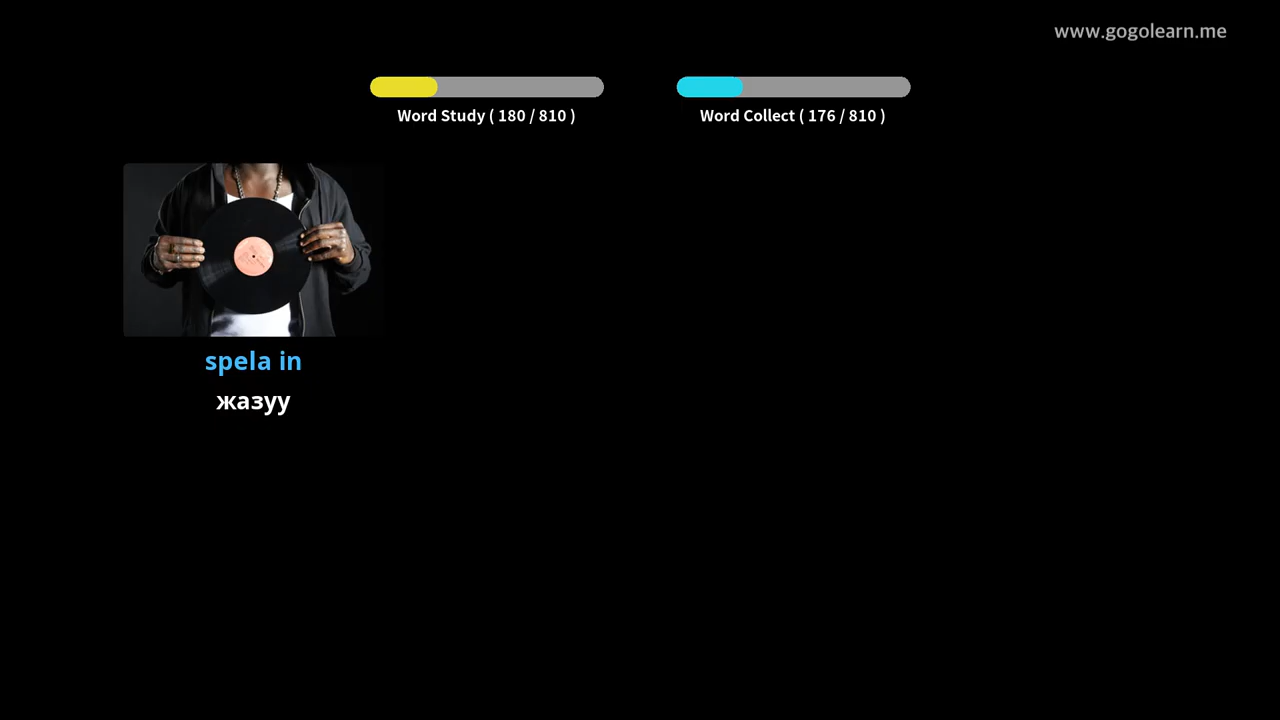 www.gogolearn.me
Word Study ( 180 / 810 )
Word Collect ( 176 / 810 )
spela in
жазуу